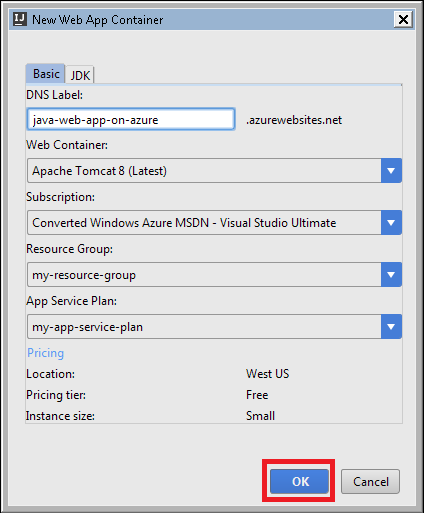 New Web App Container
Basic JDK
DNS Label:
java-web-app-on-azure .azurewebsites.net
Web Container:
Apache Tomcat 8 (Latest)
Subscription:
Converted Windows Azure MSDN - Visual Studio Ultimate
Resource Group:
my-resource-group
App Service Plan:
my-app-service-plan
Pricing
Location: West US
Pricing tier: Free
Instance size: Small
OK Cancel